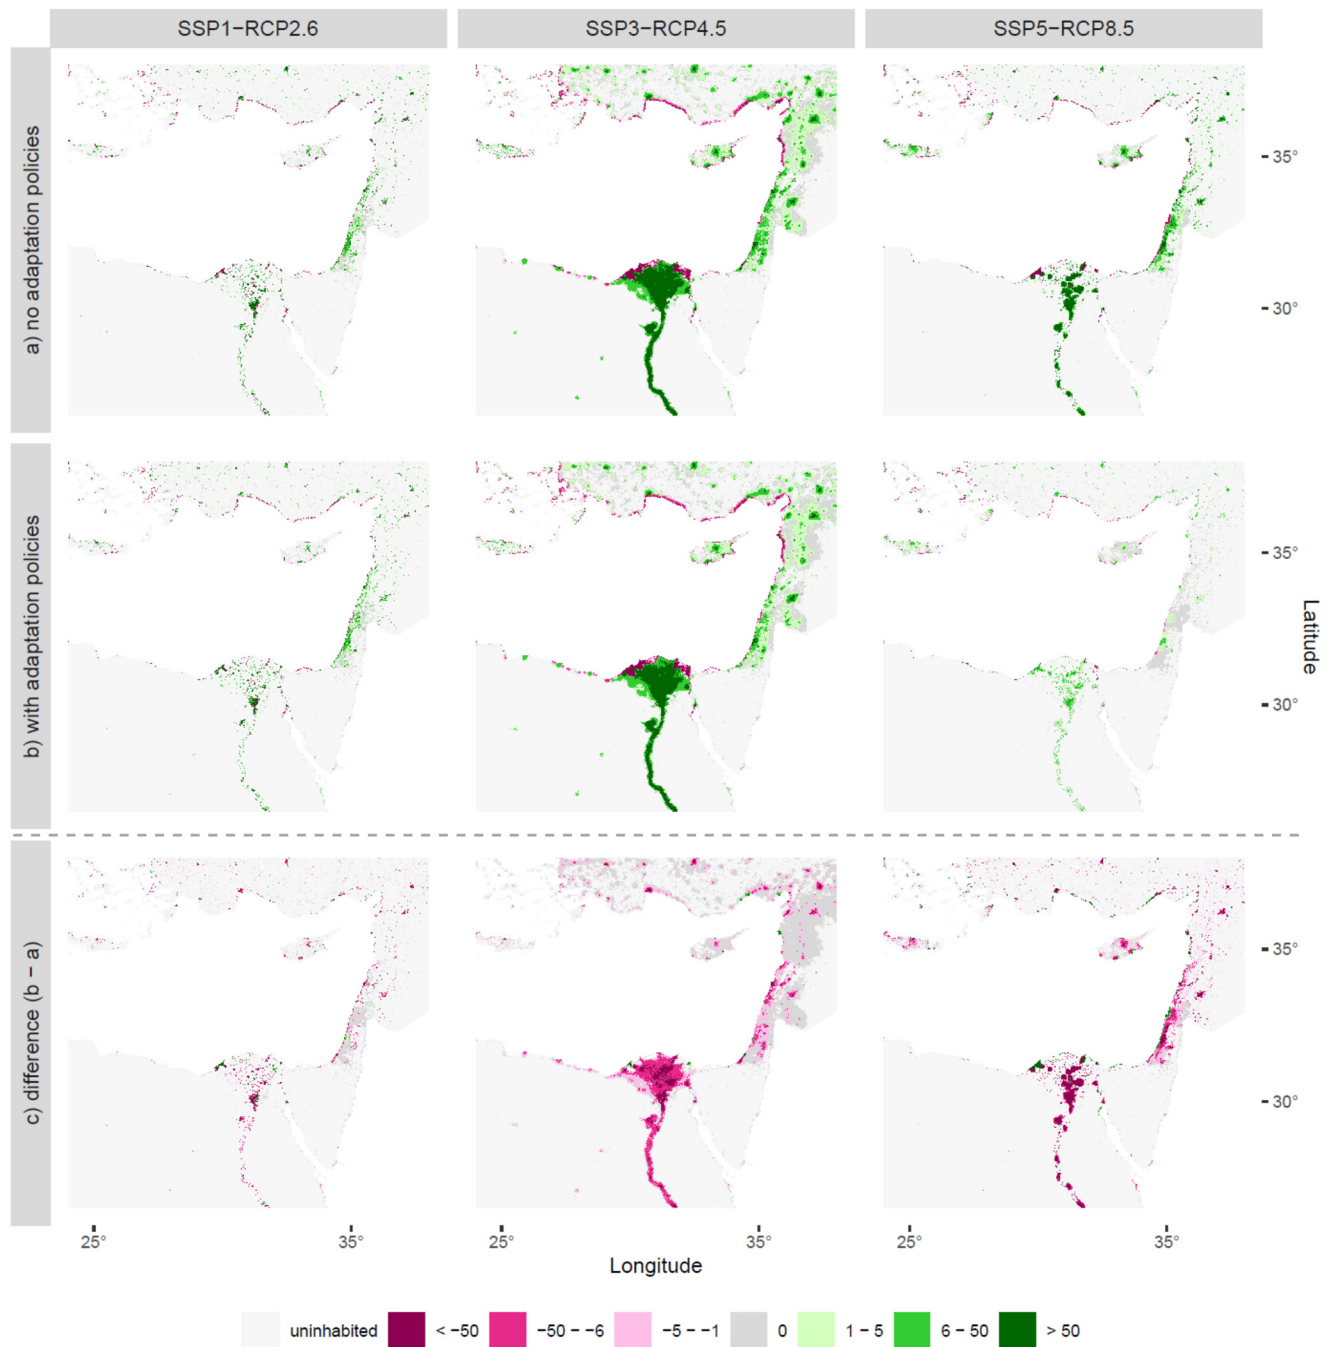 SSP1−RCP2.6
SSP3−RCP4.5
SSP5−RCP8.5
a) no adaptation policies
35°
30°
b) with adaptation policies
35°
30°
Latitude
c) difference (b − a)
35°
30°
25°
35°
25°
35°
25°
35°
Longitude
uninhabited
< −50
−50 − −6
−5 − −1
0
1 − 5
6 − 50
> 50